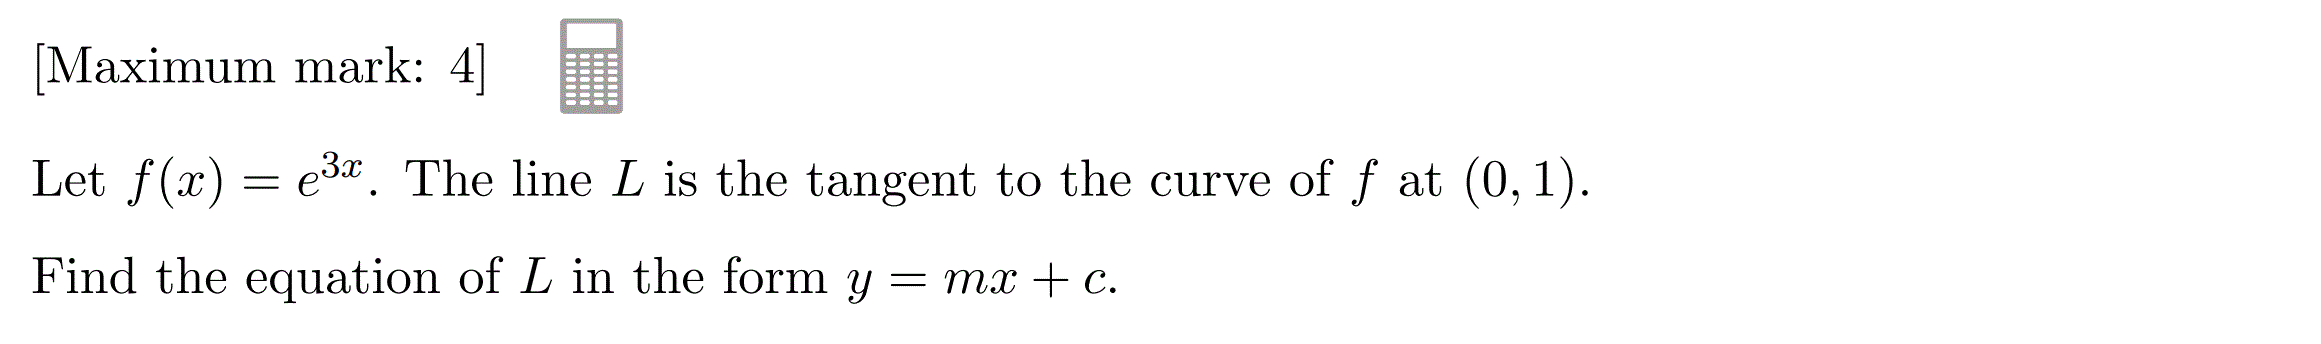 [Maximum mark: 4]
Let f(x) = e^{3x}. The line L is the tangent to the curve of f at (0, 1).
Find the equation of L in the form y = mx + c.